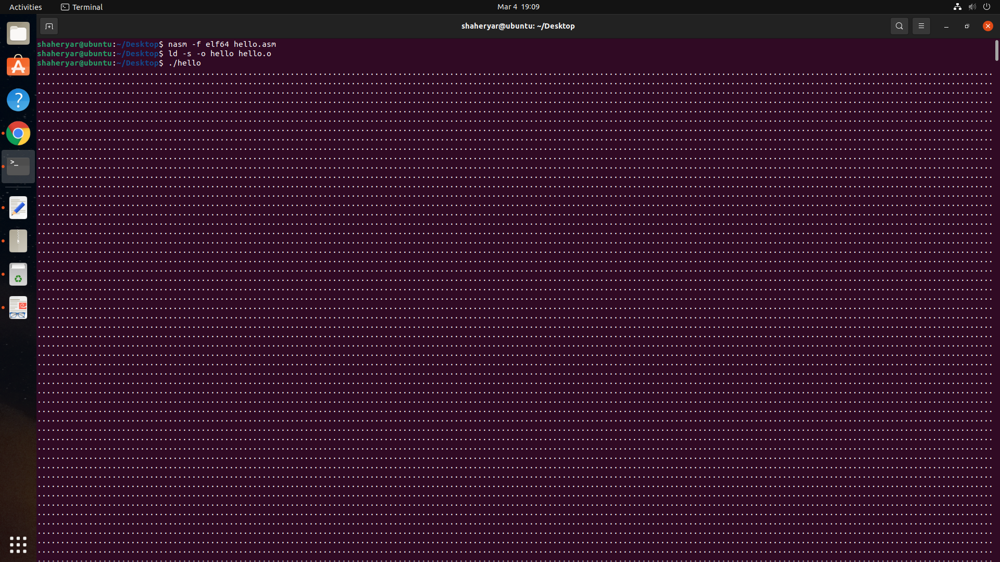 Activities
Terminal
Mar 4 19:09
shaheryar@ubuntu: ~/Desktop
shaheryar@ubuntu:~/Desktop$ nasm -f elf64 hello.asm
shaheryar@ubuntu:~/Desktop$ ld -s -o hello hello.o
shaheryar@ubuntu:~/Desktop$ ./hello